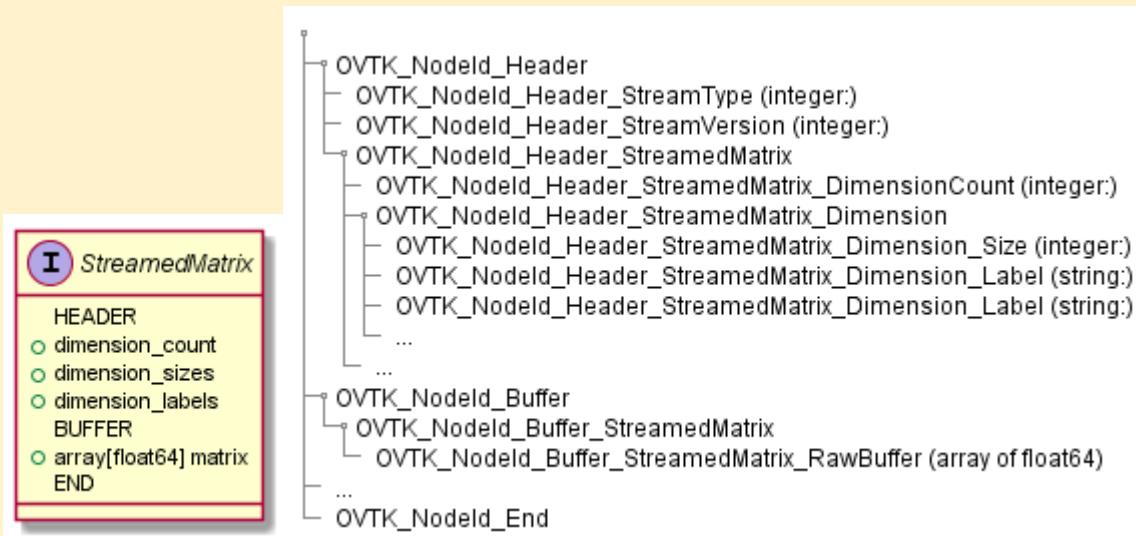 I StreamedMatrix
HEADER
dimension_count
dimension_sizes
dimension_labels
BUFFER
array[float64] matrix
END
OVTK_NodeId_Header
OVTK_NodeId_Header_StreamType (integer:)
OVTK_NodeId_Header_StreamVersion (integer:)
OVTK_NodeId_Header_StreamedMatrix
OVTK_NodeId_Header_StreamedMatrix_DimensionCount (integer:)
OVTK_NodeId_Header_StreamedMatrix_Dimension
OVTK_NodeId_Header_StreamedMatrix_Dimension_Size (integer:)
OVTK_NodeId_Header_StreamedMatrix_Dimension_Label (string:)
OVTK_NodeId_Header_StreamedMatrix_Dimension_Label (string:)
...
...
OVTK_NodeId_Buffer
OVTK_NodeId_Buffer_StreamedMatrix
OVTK_NodeId_Buffer_StreamedMatrix_RawBuffer (array of float64)
...
OVTK_NodeId_End